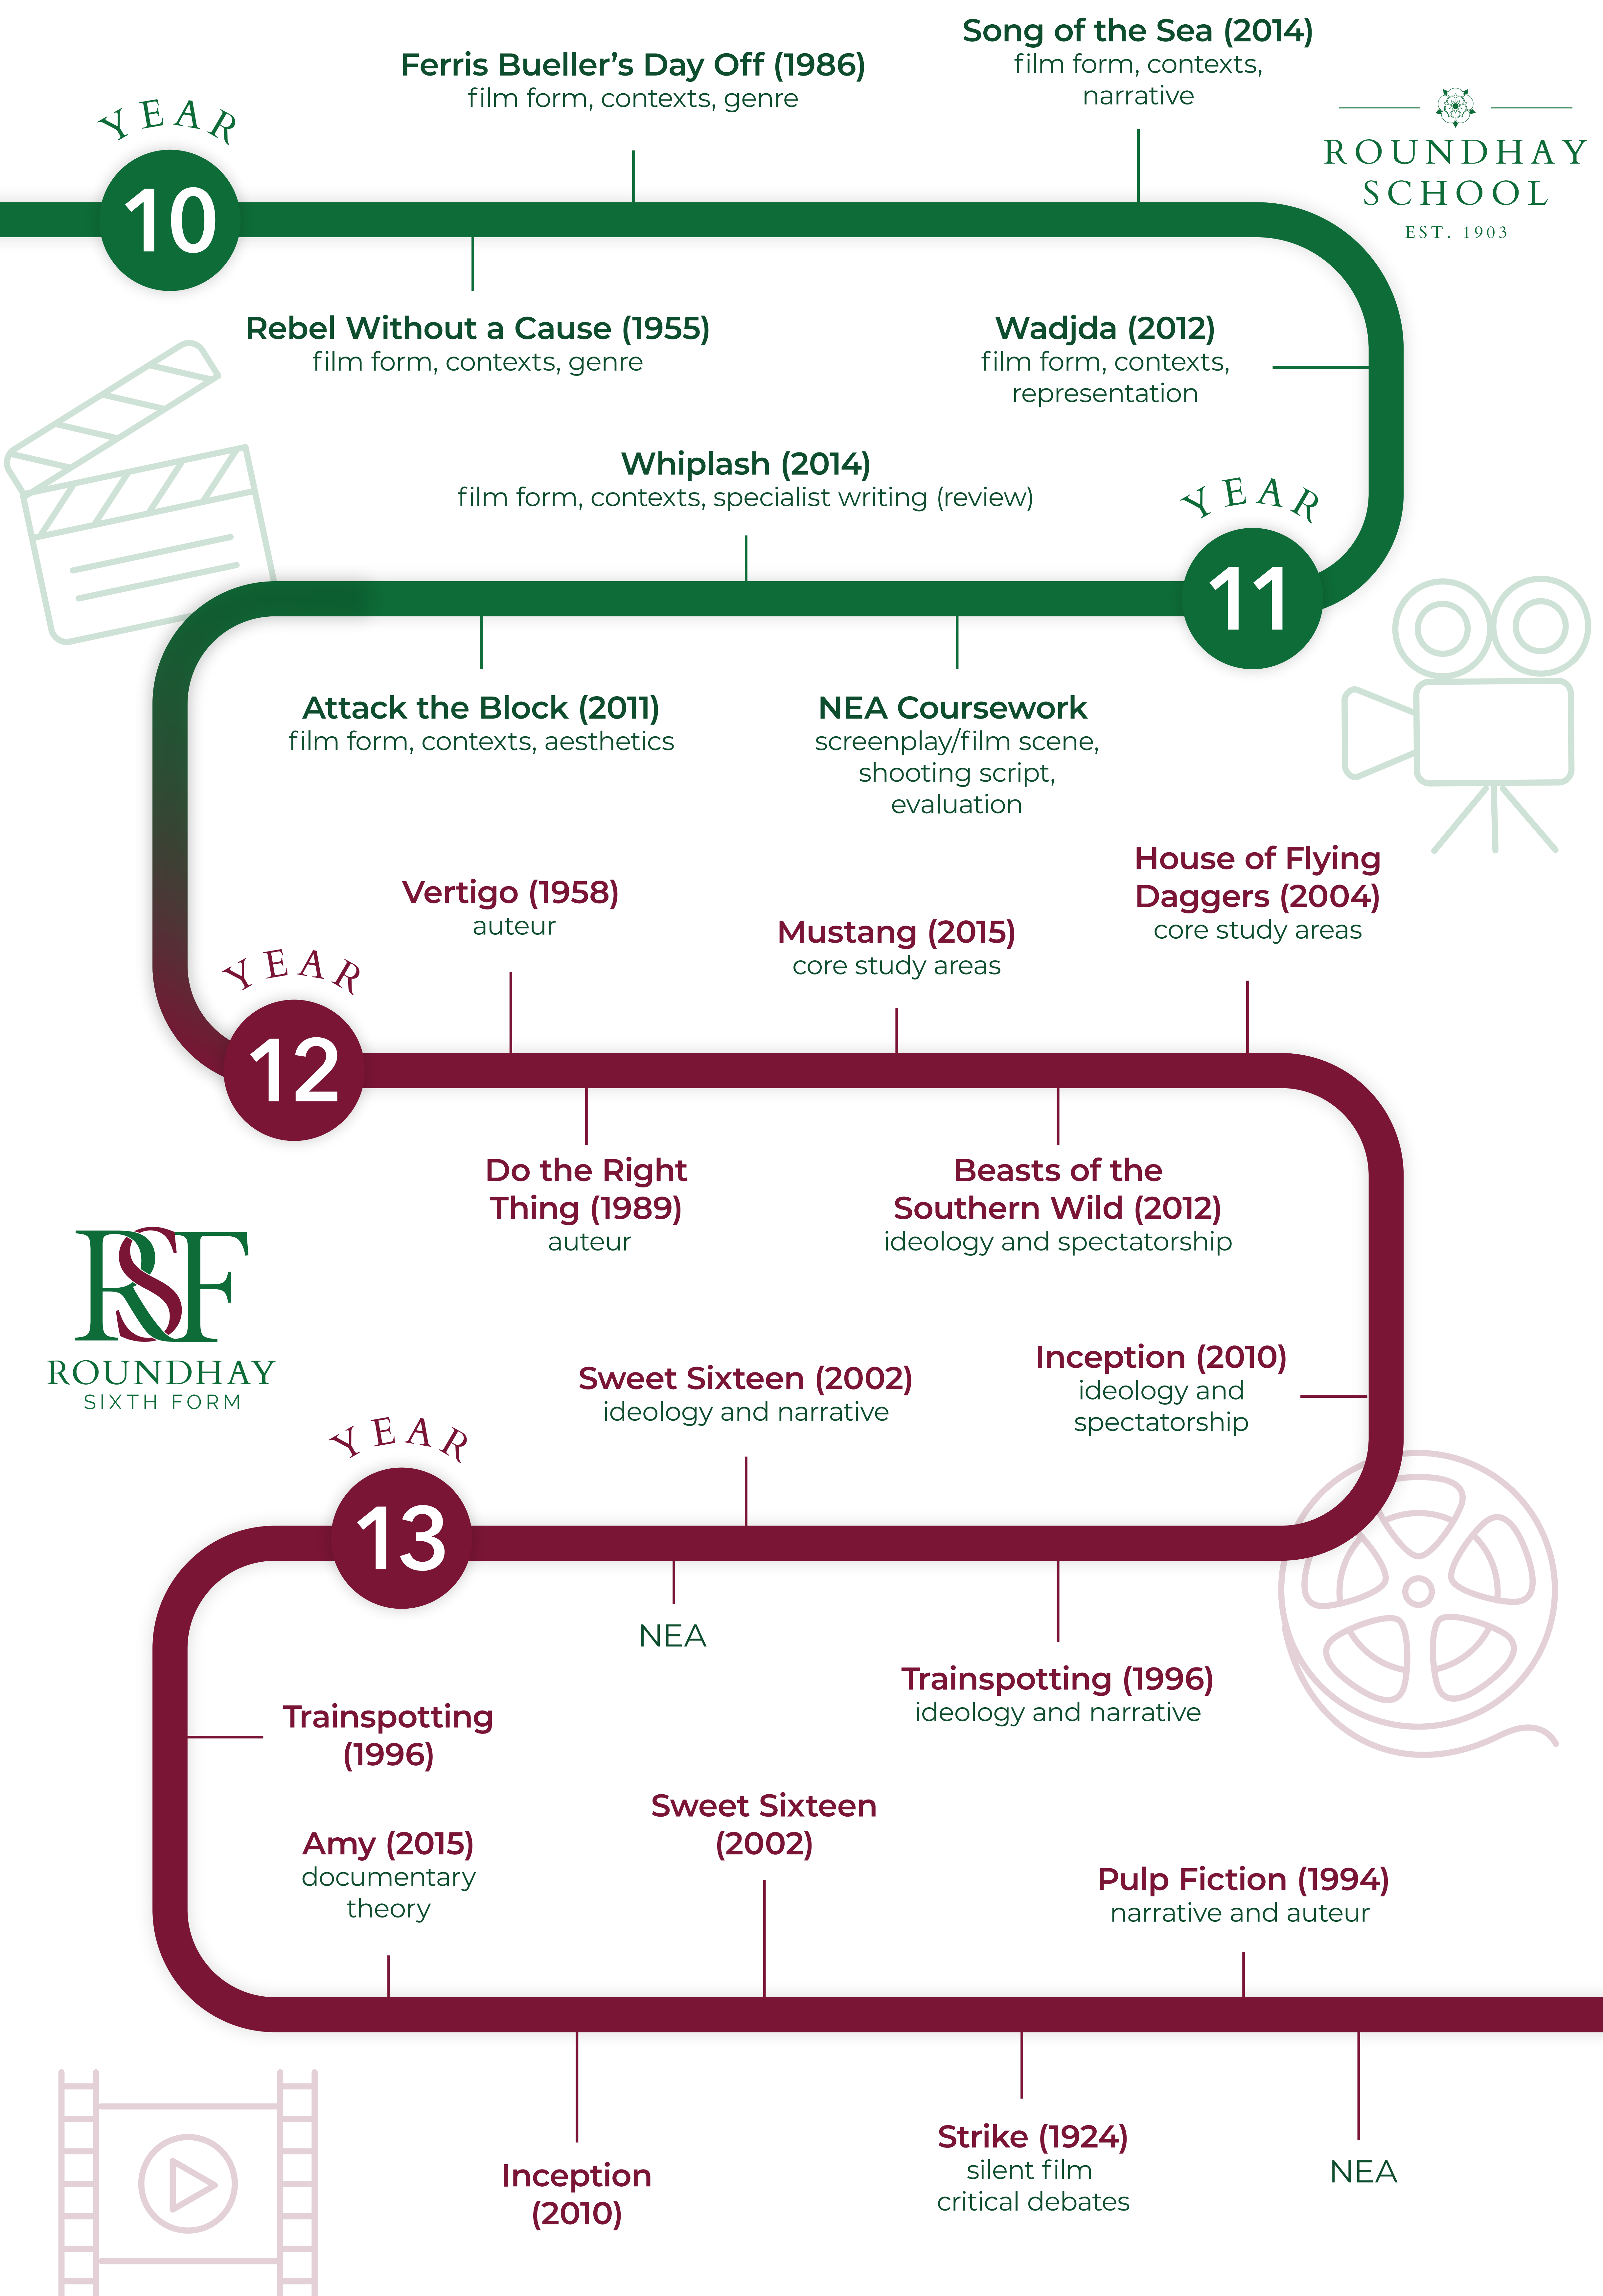 Song of the Sea (2014)
film form, contexts,
narrative
Ferris Bueller’s Day Off (1986)
film form, contexts, genre
ROUNDHAY
SCHOOL
EST. 1903
YEAR
10
Rebel Without a Cause (1955)
film form, contexts, genre
Wadjda (2012)
film form, contexts,
representation
Whiplash (2014)
film form, contexts, specialist writing (review)
YEAR
11
Attack the Block (2011)
film form, contexts, aesthetics
NEA Coursework
screenplay/film scene,
shooting script,
evaluation
Vertigo (1958)
auteur
Mustang (2015)
core study areas
House of Flying
Daggers (2004)
core study areas
YEAR
12
Do the Right
Thing (1989)
auteur
Beasts of the
Southern Wild (2012)
ideology and spectatorship
RSF
ROUNDHAY
SIXTH FORM
Sweet Sixteen (2002)
ideology and narrative
Inception (2010)
ideology and
spectatorship
YEAR
13
NEA
Trainspotting (1996)
ideology and narrative
Trainspotting
(1996)
Amy (2015)
documentary
theory
Sweet Sixteen
(2002)
Pulp Fiction (1994)
narrative and auteur
Inception
(2010)
Strike (1924)
silent film
critical debates
NEA